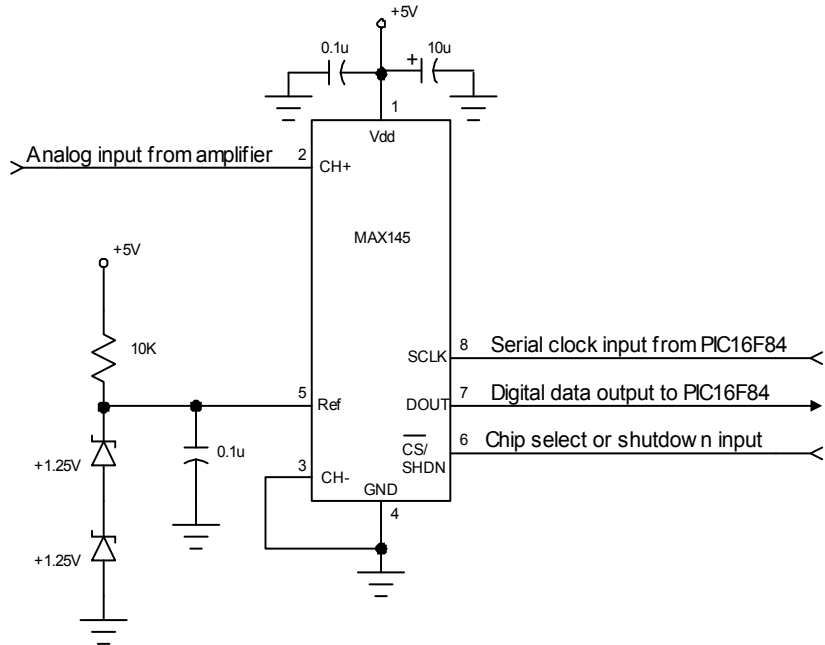 +5V
0.1u
+
10u
1
Vdd
Analog input from amplifier
2
CH+
MAX145
+5V
10K
SCLK
8
Serial clock input from PIC16F84
5
Ref
DOUT
7
Digital data output to PIC16F84
6
Chip select or shutdown input
CS/
SHDN
+1.25V
0.1u
3
CH-
GND
4
+1.25V